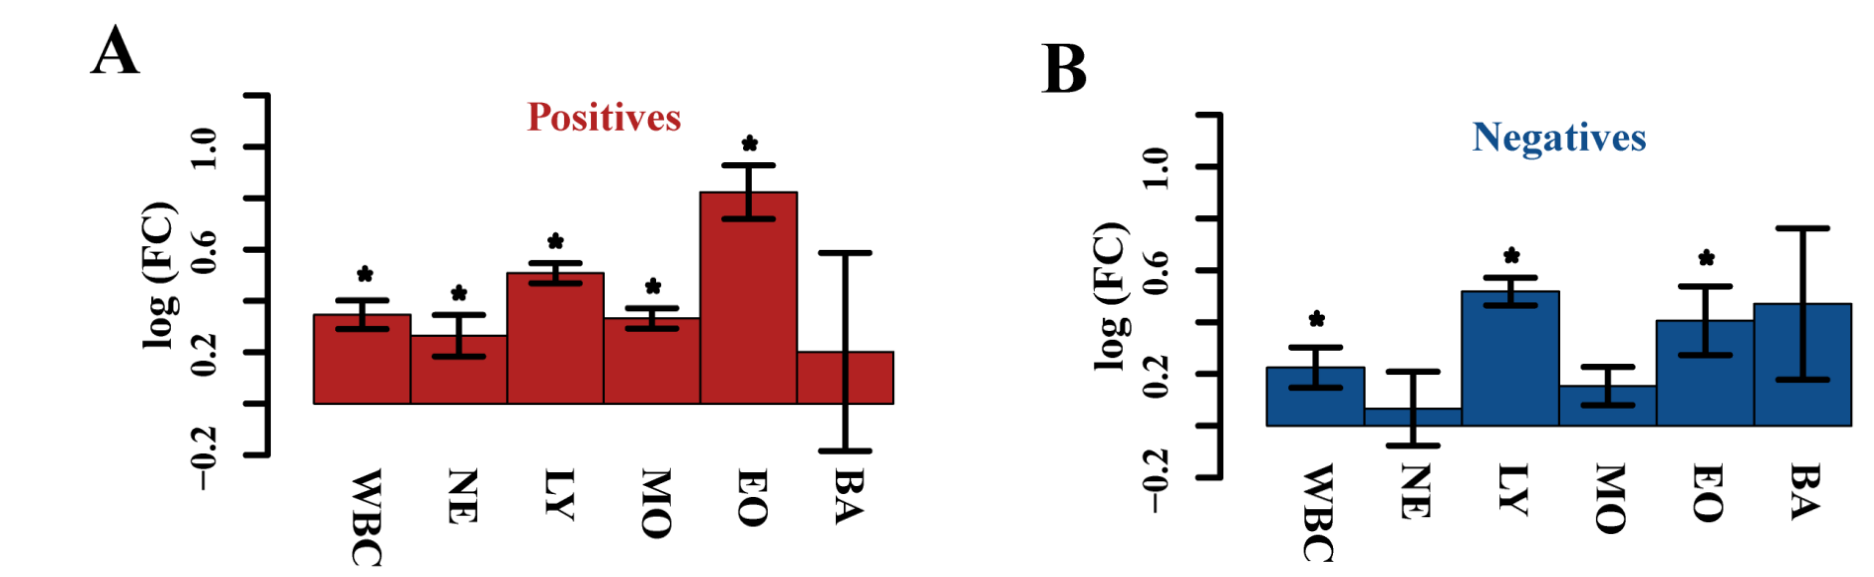 A
Positives
log (FC)
1.0
0.6
0.2
−0.2
*
*
*
*
*
WBC
NE
LY
MO
EO
BA
B
Negatives
log (FC)
1.0
0.6
0.2
−0.2
*
*
*
WBC
NE
LY
MO
EO
BA